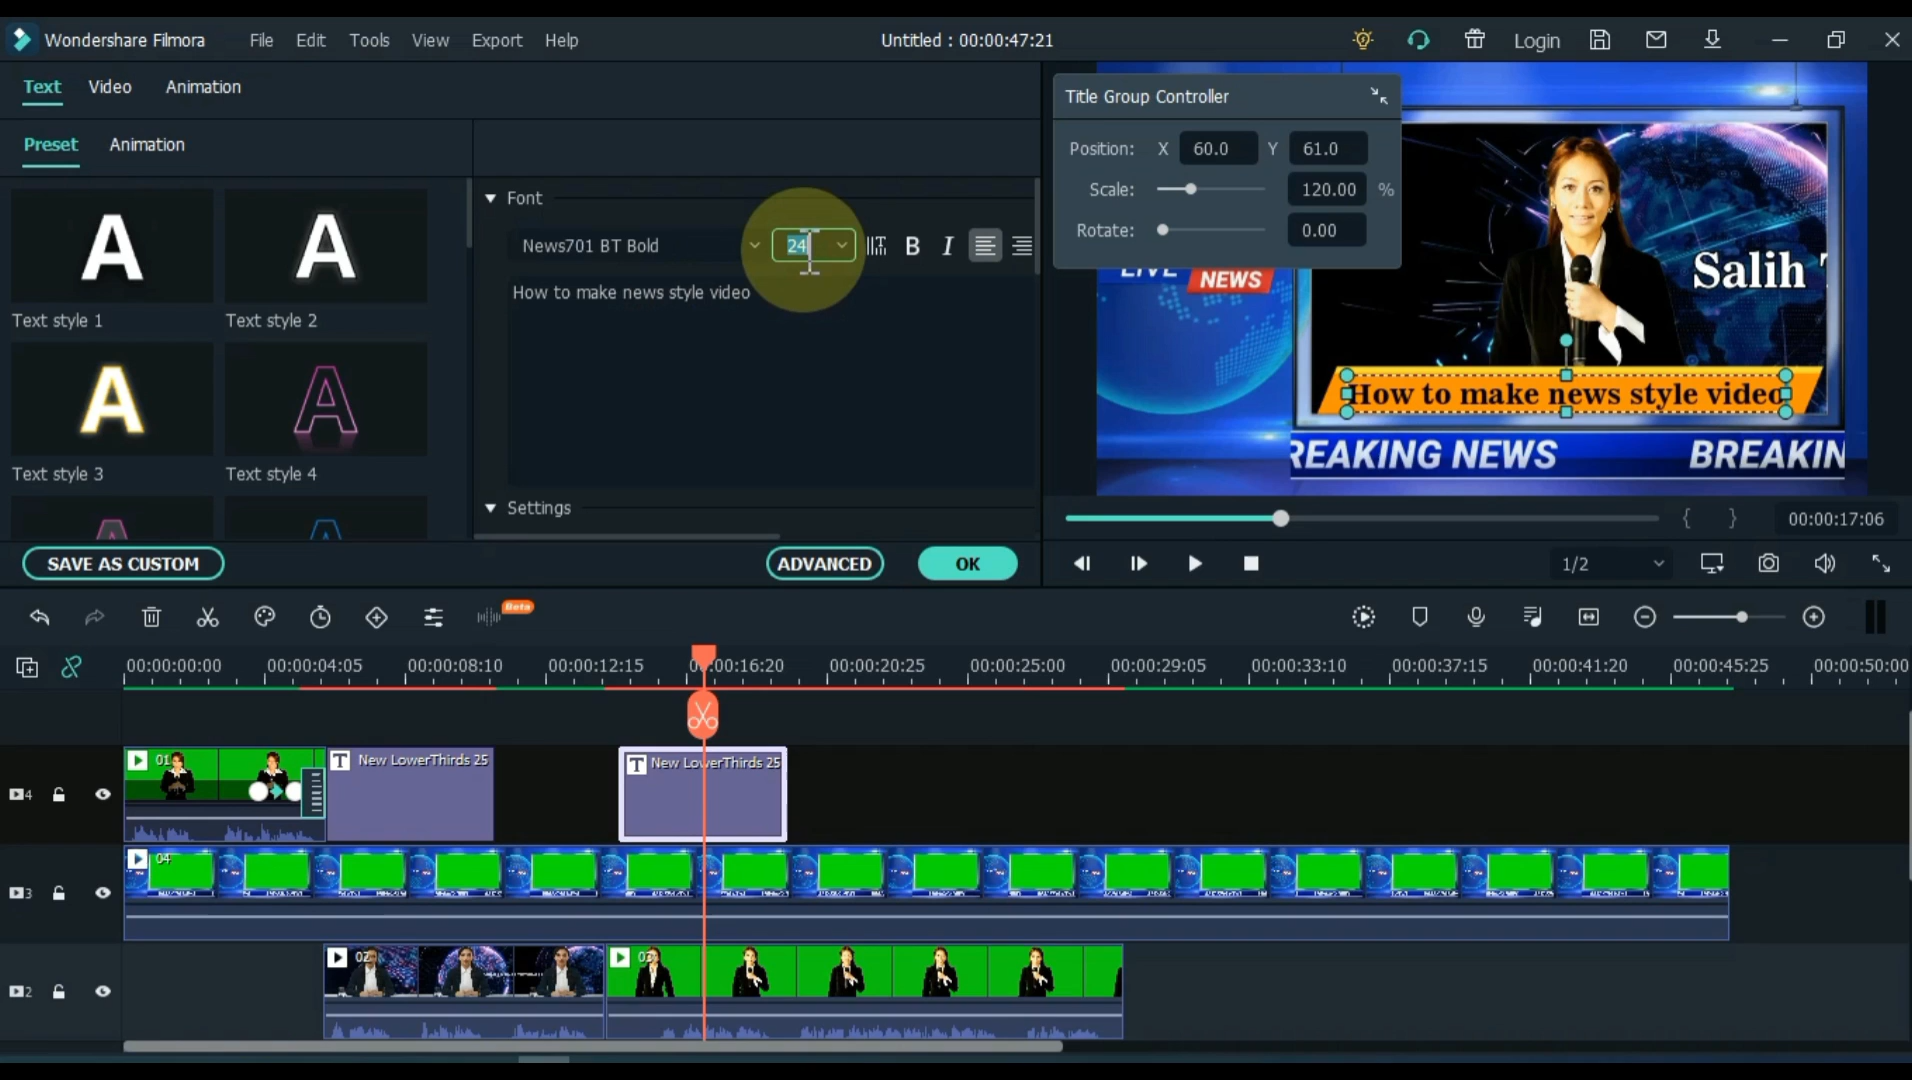 Wondershare Filmora File Edit Tools View Export Help Untitled : 00:00:47:21 Login
Text Video Animation
Preset Animation
Text style 1
Text style 2
Text style 3
Text style 4
Font
News701 BT Bold 24 B I
How to make news style video
Settings
SAVE AS CUSTOM ADVANCED OK
Title Group Controller
Position: X 60.0 Y 61.0
Scale: 120.00 %
Rotate: 0.00
LIVE
NEWS
Salih
How to make news style video
REAKING NEWS BREAKIN
{ } 00:00:17:06
1/2
Beta
00:00:00:00 00:00:04:05 00:00:08:10 00:00:12:15 00:00:16:20 00:00:20:25 00:00:25:00 00:00:29:05 00:00:33:10 00:00:37:15 00:00:41:20 00:00:45:25 00:00:50:00
4
01
T New LowerThirds 25
T New LowerThirds 25
3
04
2
02
03